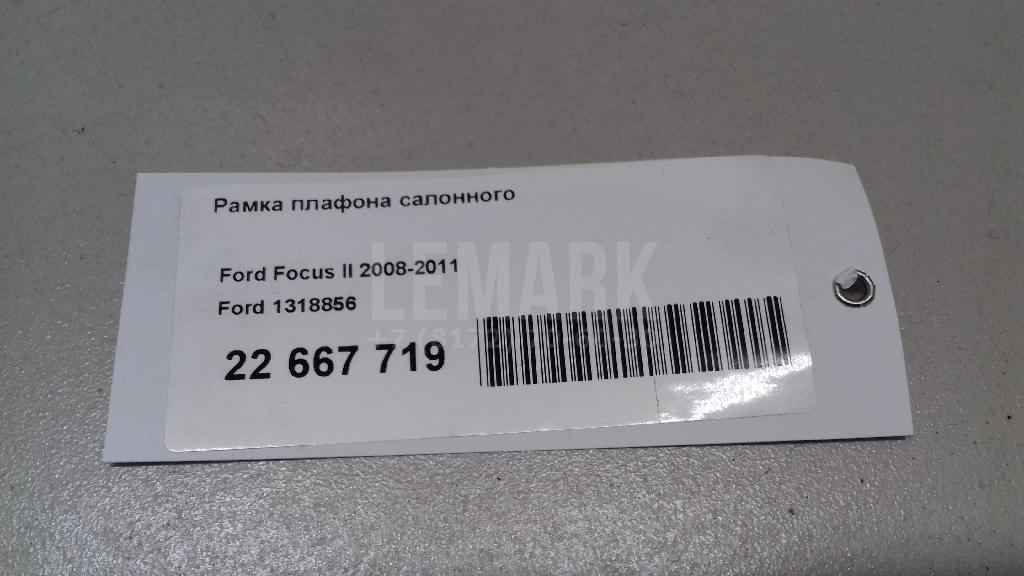 Рамка плафона салонного
Ford Focus II 2008-2011
LEMARK
Ford 1318856
22 667 719